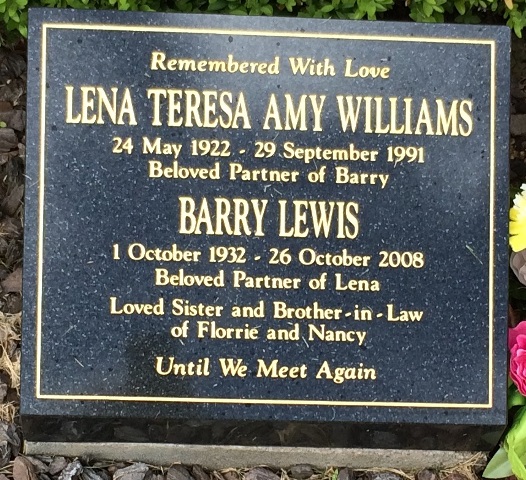 Remembered With Love
LENA TERESA AMY WILLIAMS
24 May 1922 - 29 September 1991
Beloved Partner of Barry
BARRY LEWIS
1 October 1932 - 26 October 2008
Beloved Partner of Lena
Loved Sister and Brother-in-Law
of Florrie and Nancy
Until We Meet Again